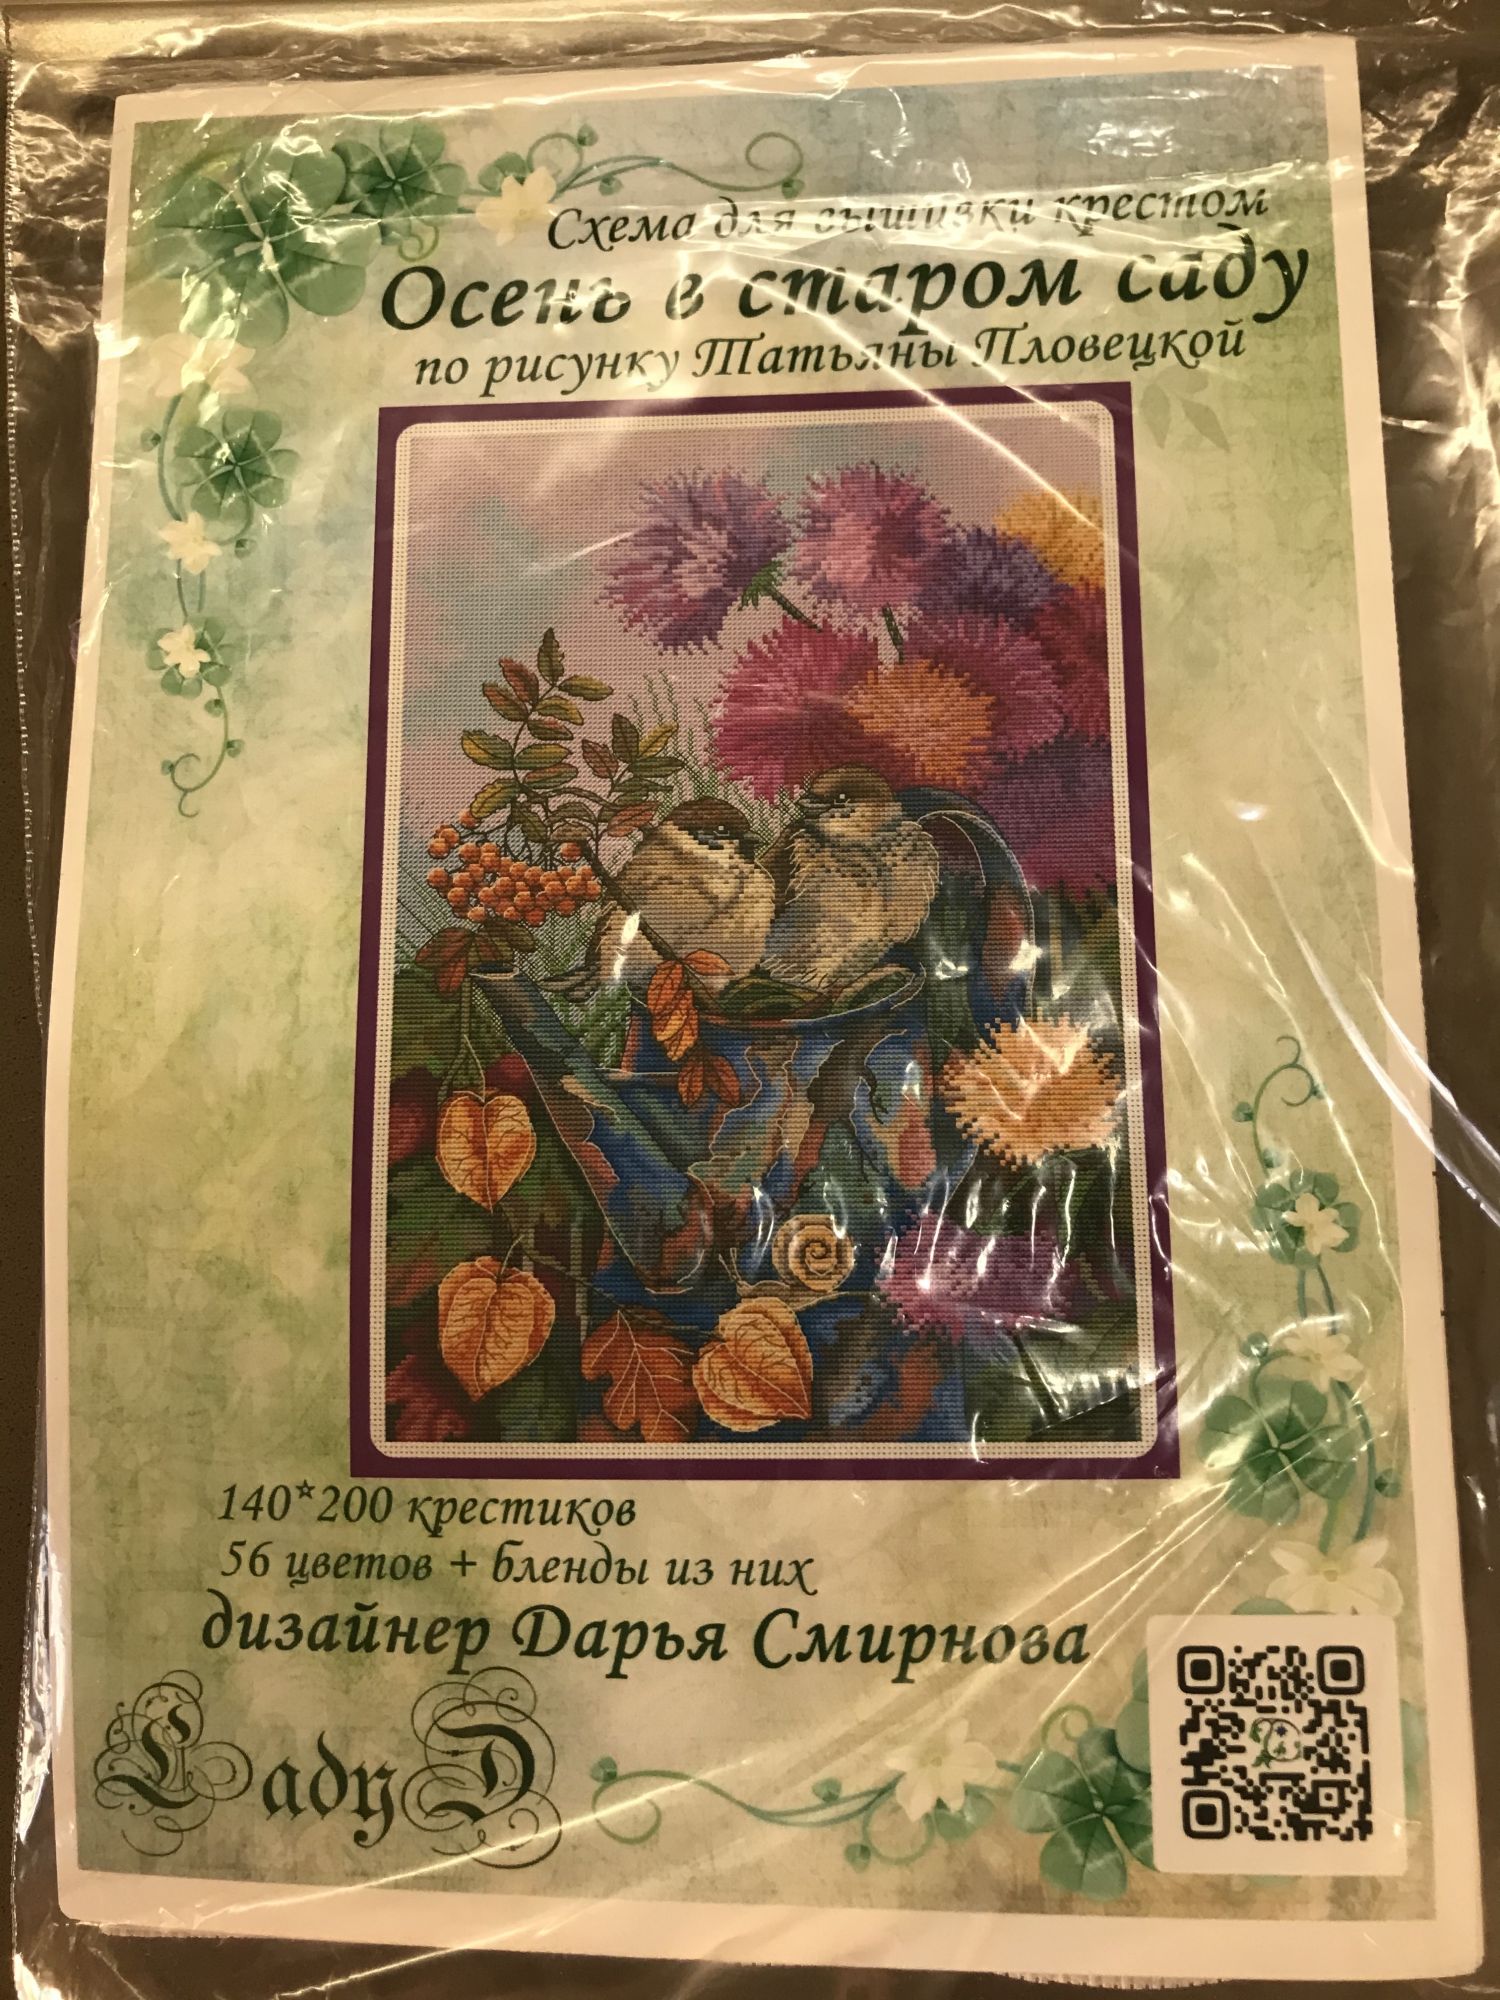 Схема для вышивки крестом
Осень в старом саду
по рисунку Татьяны Пловецкой
140*200 крестиков
56 цветов + бленды из них
дизайнер Дарья Смирнова
LadyD